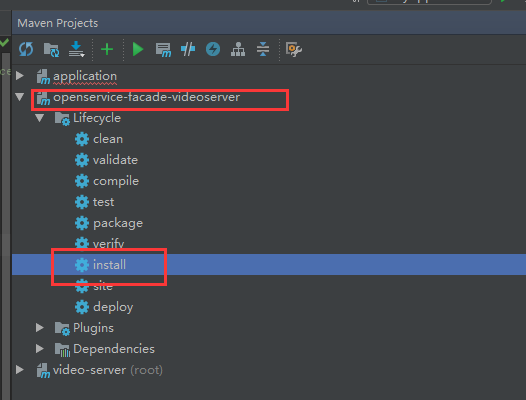 Maven Projects
application
openservice-facade-videoserver
Lifecycle
clean
validate
compile
test
package
verify
install
site
deploy
Plugins
Dependencies
video-server (root)